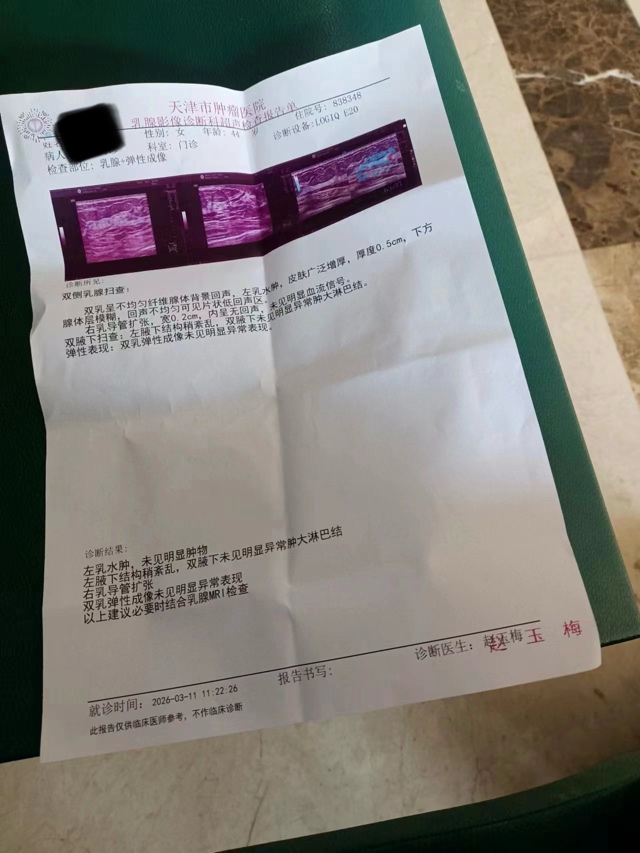 天津市肿瘤医院
乳腺影像诊断科超声检查报告单
住院号: 838348
性别: 女 年龄: 44 岁
诊断设备:LOGIQ E20
病人
科室: 门诊
检查部位: 乳腺+弹性成像
诊断所见:
双侧乳腺扫查:
双乳呈不均匀纤维腺体背景回声, 左乳水肿, 皮肤广泛增厚, 厚度0.5cm, 下方
腺体层模糊, 回声不均匀可见片状低回声区。
右乳导管扩张, 宽0.2cm, 内呈无回声, 未见明显血流信号。
双腋下扫查: 左腋下结构稍紊乱, 双腋下未见明显异常肿大淋巴结。
弹性表现: 双乳弹性成像未见明显异常表现。
诊断结果:
左乳水肿, 未见明显肿物
左腋下结构稍紊乱, 双腋下未见明显异常肿大淋巴结
右乳导管扩张
双乳弹性成像未见明显异常表现
以上建议必要时结合乳腺MRI检查
诊断医生: 赵玉梅 赵玉梅
报告书写:
就诊时间: 2026-03-11 11:22:26
此报告仅供临床医师参考, 不作临床诊断